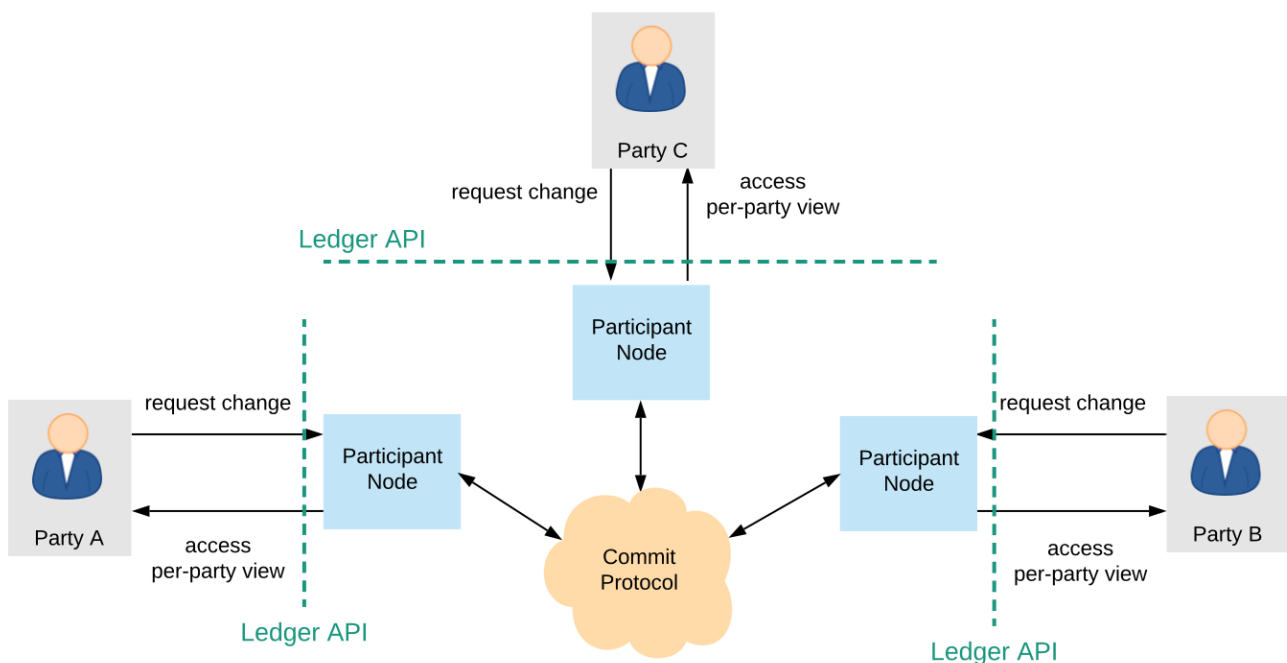 Party C
request change
access
per-party view
Ledger API
Participant
Node
request change
Party A
access
per-party view
Ledger API
Participant
Node
Commit
Protocol
Participant
Node
request change
Party B
access
per-party view
Ledger API